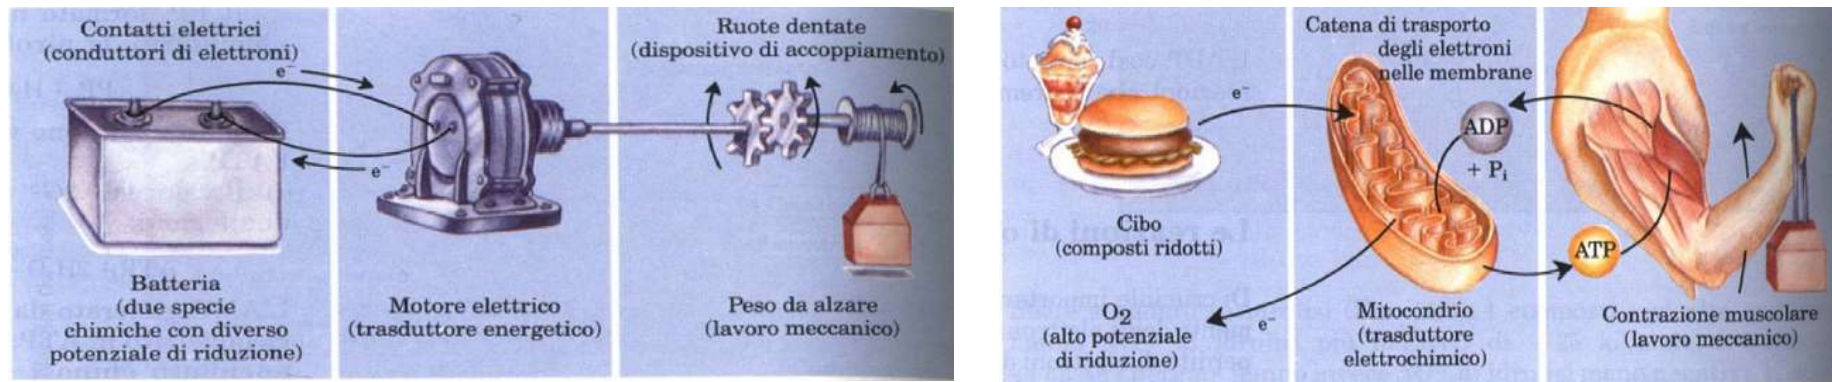 Contatti elettrici
(conduttori di elettroni)
e⁻
e⁻
Batteria
(due specie
chimiche con diverso
potenziale di riduzione)
Motore elettrico
(trasduttore energetico)
Ruote dentate
(dispositivo di accoppiamento)
Peso da alzare
(lavoro meccanico)
e⁻
Cibo
(composti ridotti)
O₂
(alto potenziale
di riduzione)
e⁻
Catena di trasporto
degli elettroni
nelle membrane
ADP
+ Pᵢ
ATP
Mitocondrio
(trasduttore
elettrochimico)
Contrazione muscolare
(lavoro meccanico)